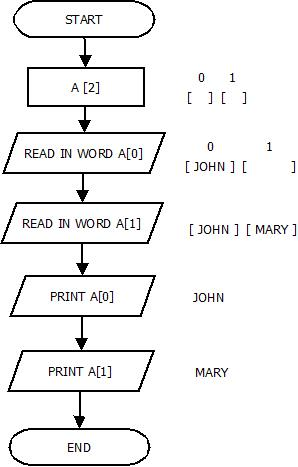 START
A [2]
0 1
[ ] [ ]
READ IN WORD A[0]
0 1
[ JOHN ] [ ]
READ IN WORD A[1]
[ JOHN ] [ MARY ]
PRINT A[0]
JOHN
PRINT A[1]
MARY
END